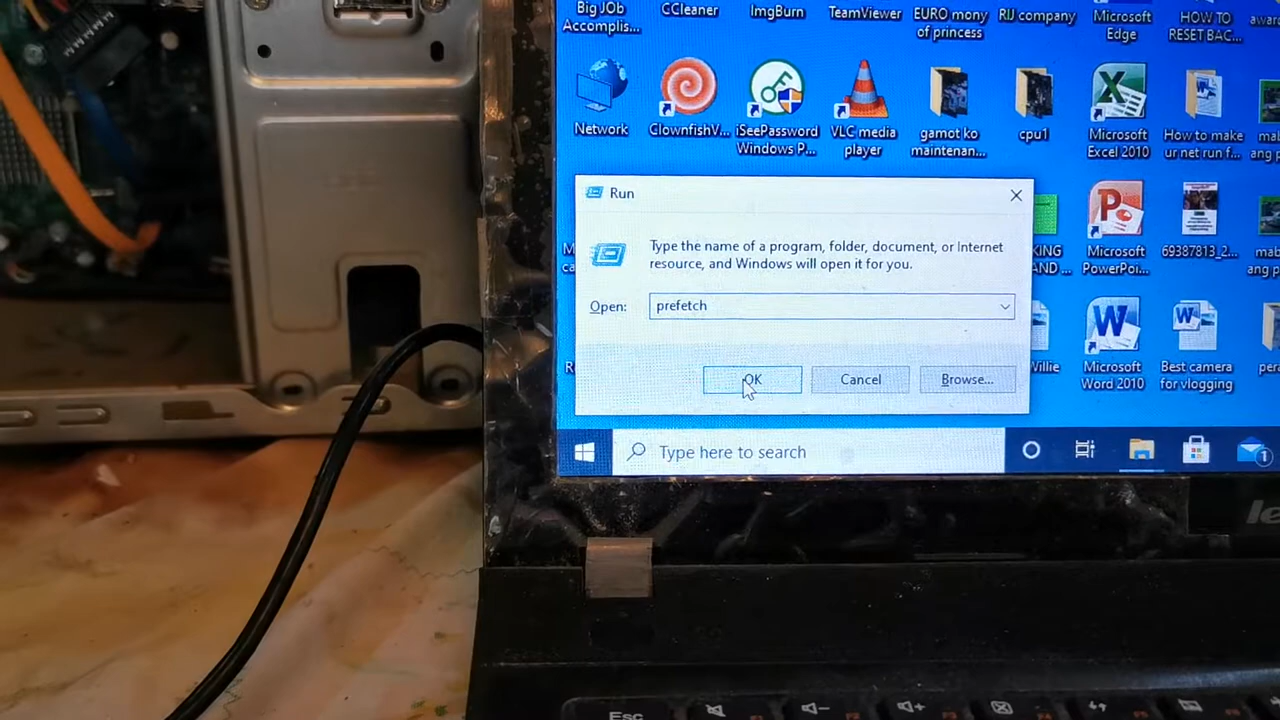 Big Job
Accomplis...
CCleaner
ImgBurn
TeamViewer
EURO mony
of princess
RIJ company
Microsoft
Edge
HOW TO
RESET BAC...
Network
ClownfishV...
iSeePassword
Windows P...
VLC media
player
gamot ko
maintenan...
cpu1
Microsoft
Excel 2010
How to make
ur net run f...
Run
Type the name of a program, folder, document, or Internet
resource, and Windows will open it for you.
Open:
prefetch
OK
Cancel
Browse...
Microsoft
PowerPoi...
69387813_2...
Microsoft
Word 2010
Best camera
for vlogging
Type here to search
1
Esc